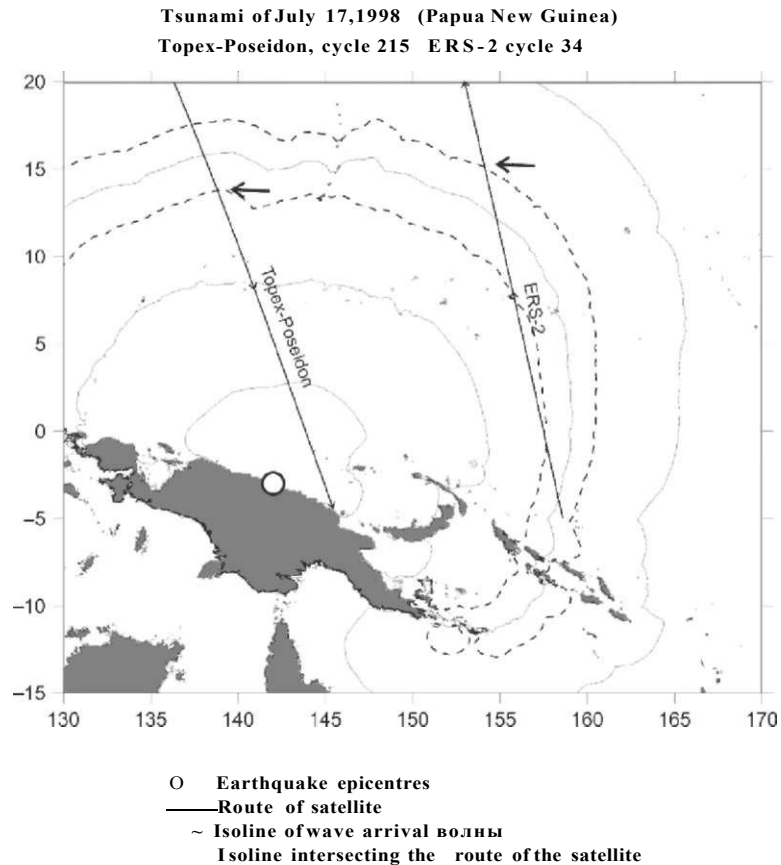 Tsunami of July 17,1998 (Papua New Guinea)
Topex-Poseidon, cycle 215 ERS-2 cycle 34
20
15
10
5
0
–5
–10
–15
Topex-Poseidon
ERS-2
130 135 140 145 150 155 160 165 170
O Earthquake epicentres
Route of satellite
~ Isoline of wave arrival волны
Isoline intersecting the route of the satellite